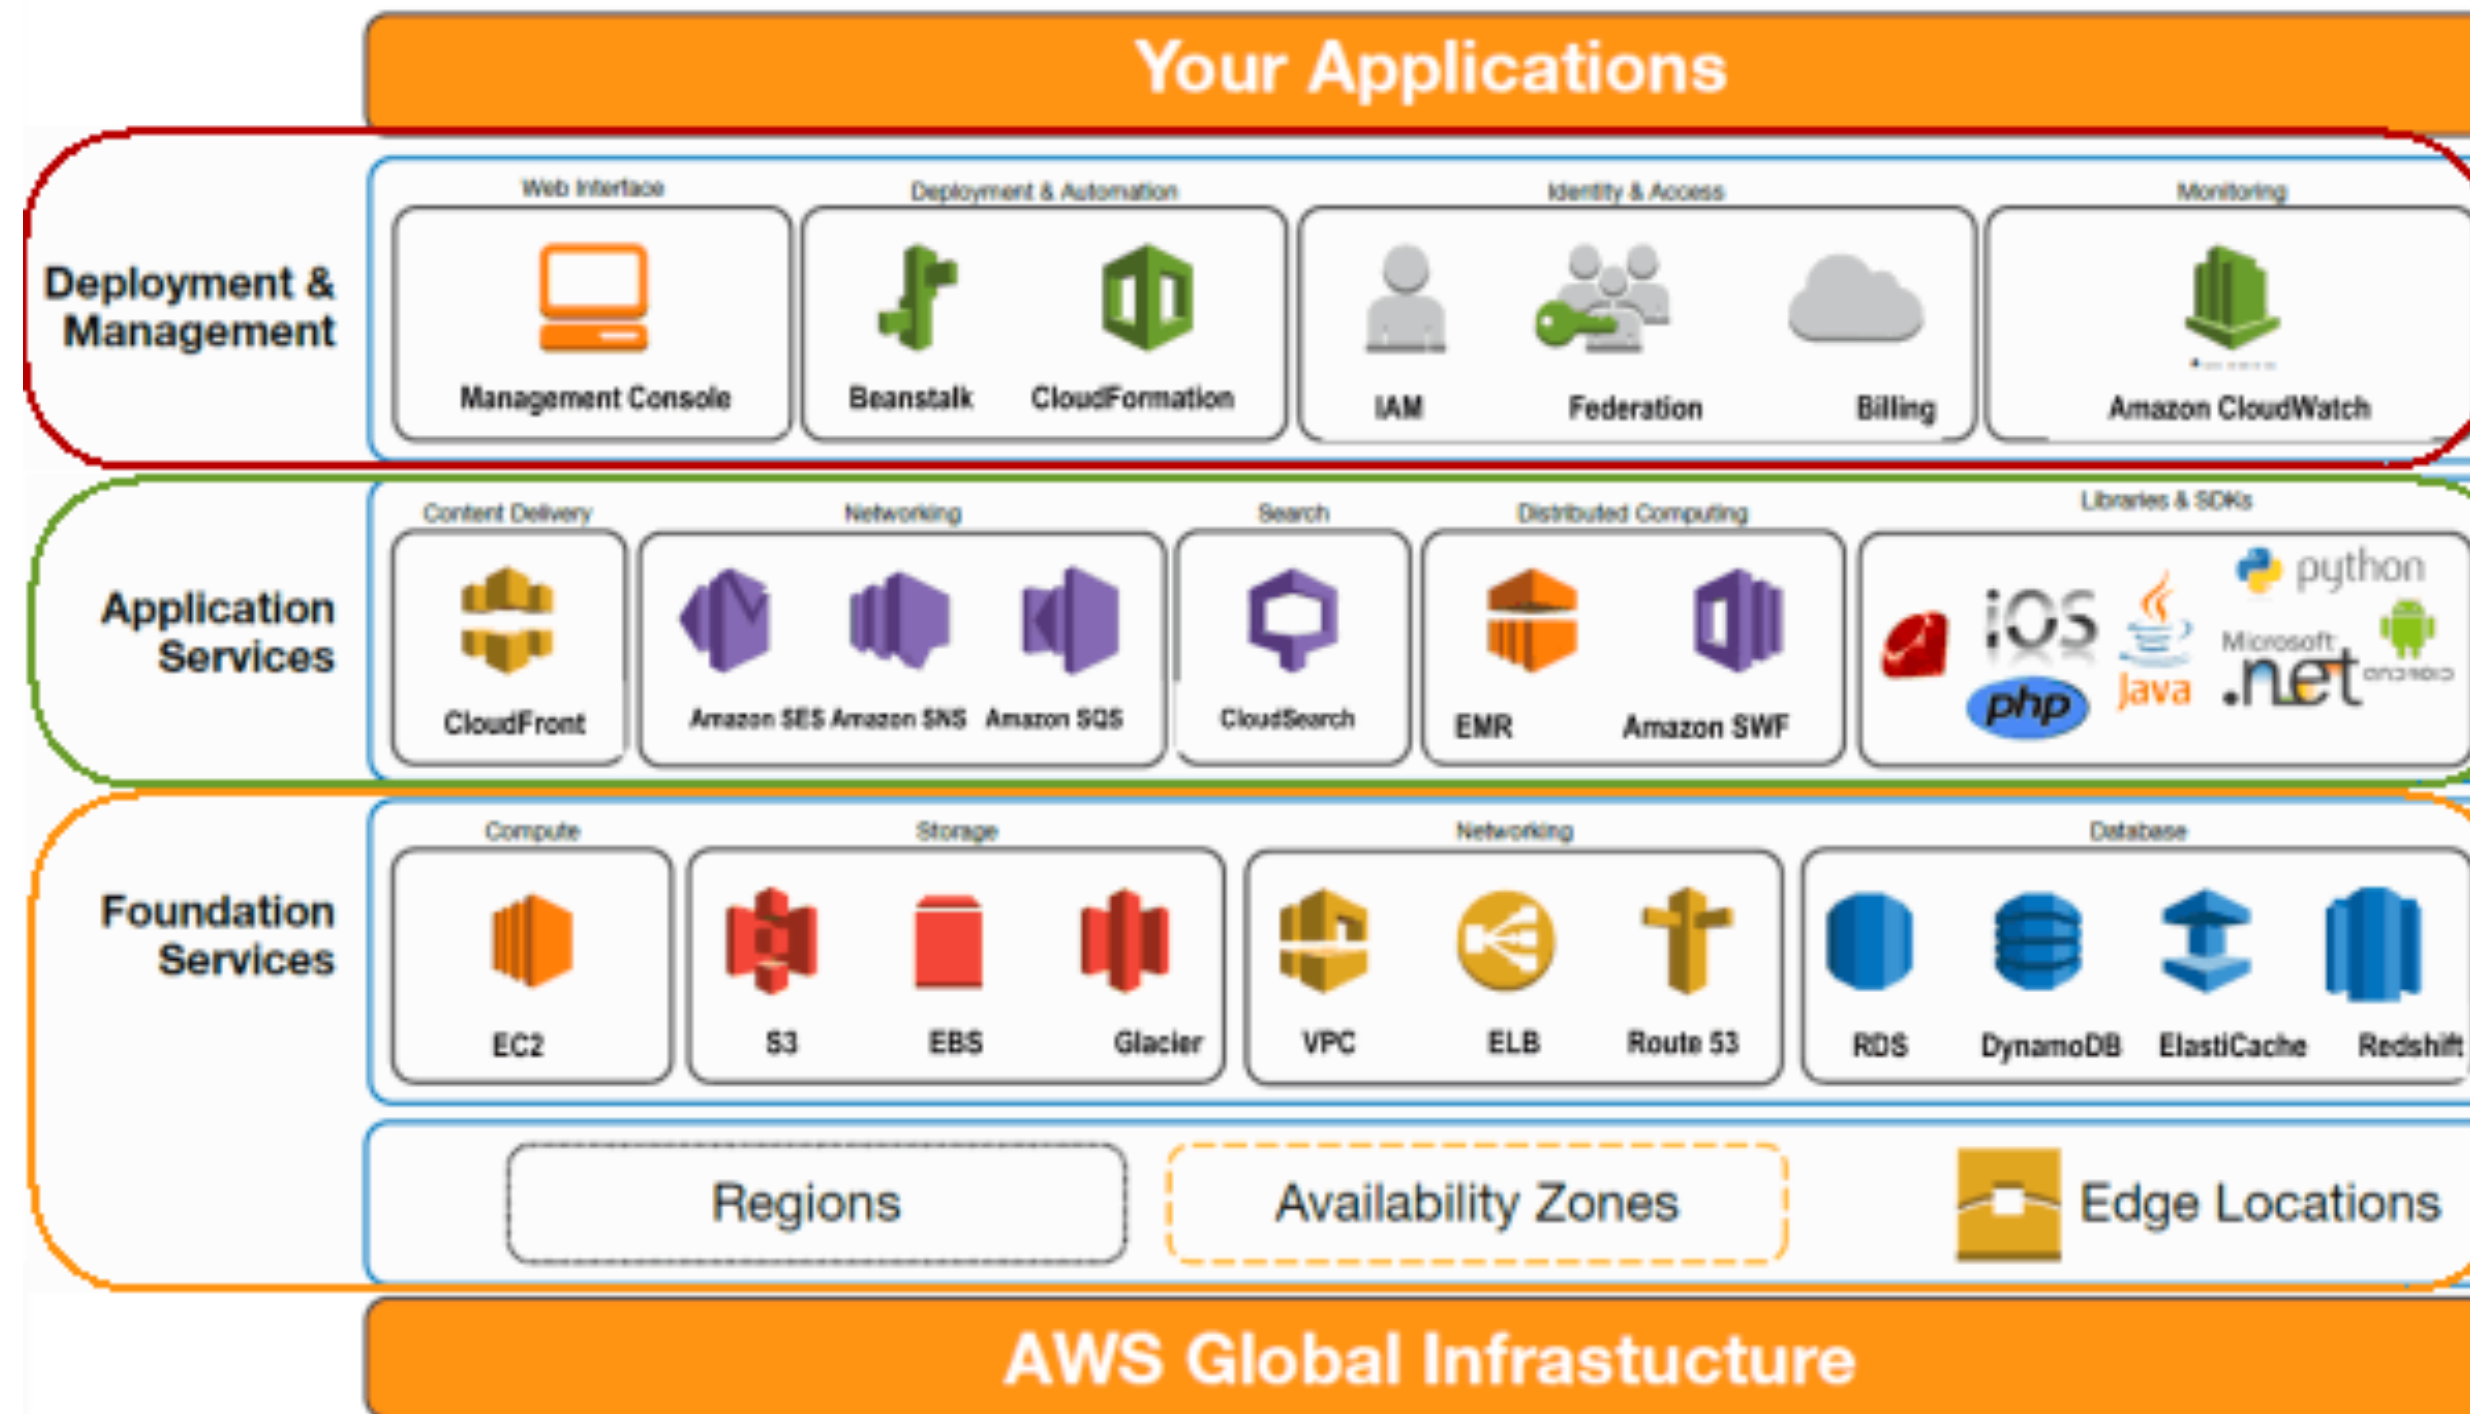 Your Applications
Deployment &
Management
Web Interface
Deployment & Automation
Identity & Access
Monitoring
Management Console
Beanstalk
CloudFormation
IAM
Federation
Billing
Amazon CloudWatch
Application
Services
Content Delivery
Networking
Search
Distributed Computing
Libraries & SDKs
CloudFront
Amazon SES
Amazon SNS
Amazon SQS
CloudSearch
EMR
Amazon SWF
python
iOS
Java
Microsoft
.net
ANDROID
php
Foundation
Services
Compute
Storage
Networking
Database
EC2
S3
EBS
Glacier
VPC
ELB
Route 53
RDS
DynamoDB
ElastiCache
Redshift
Regions
Availability Zones
Edge Locations
AWS Global Infrastucture